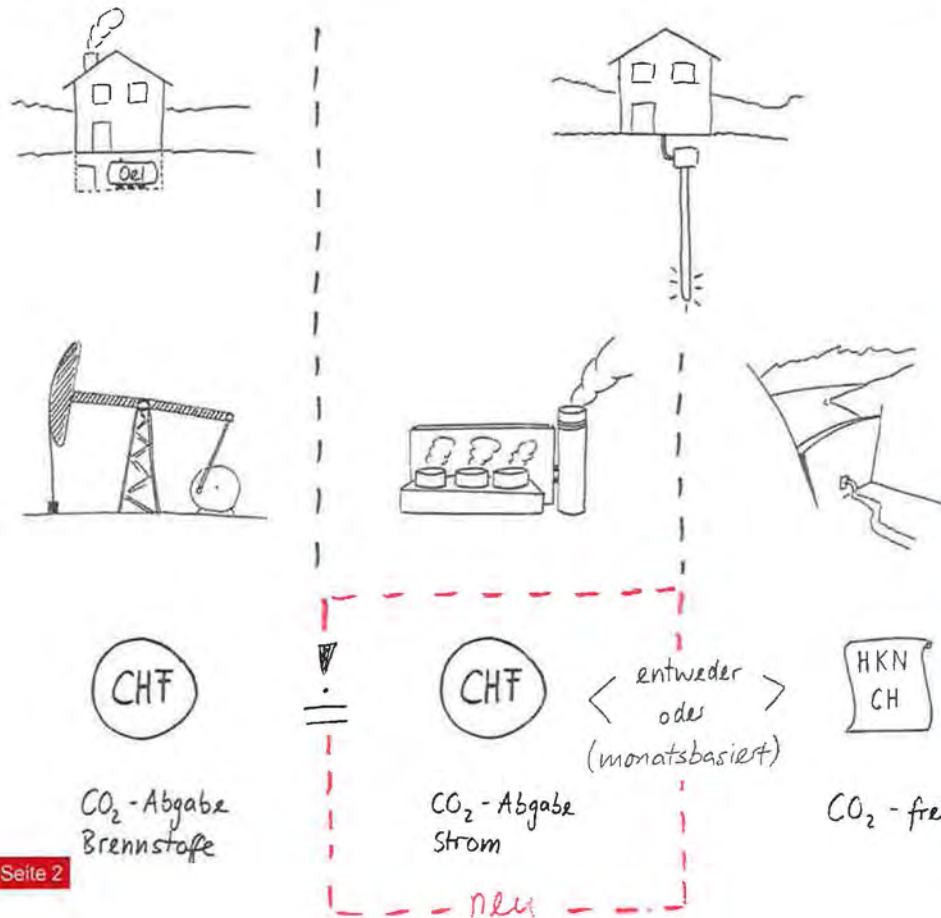 Oel
CHF
CHF
entweder
oder
(monatsbasiert)
HKN
CH
CO₂-Abgabe
Brennstoffe
CO₂-Abgabe
Strom
CO₂-fre
Seite 2
neu